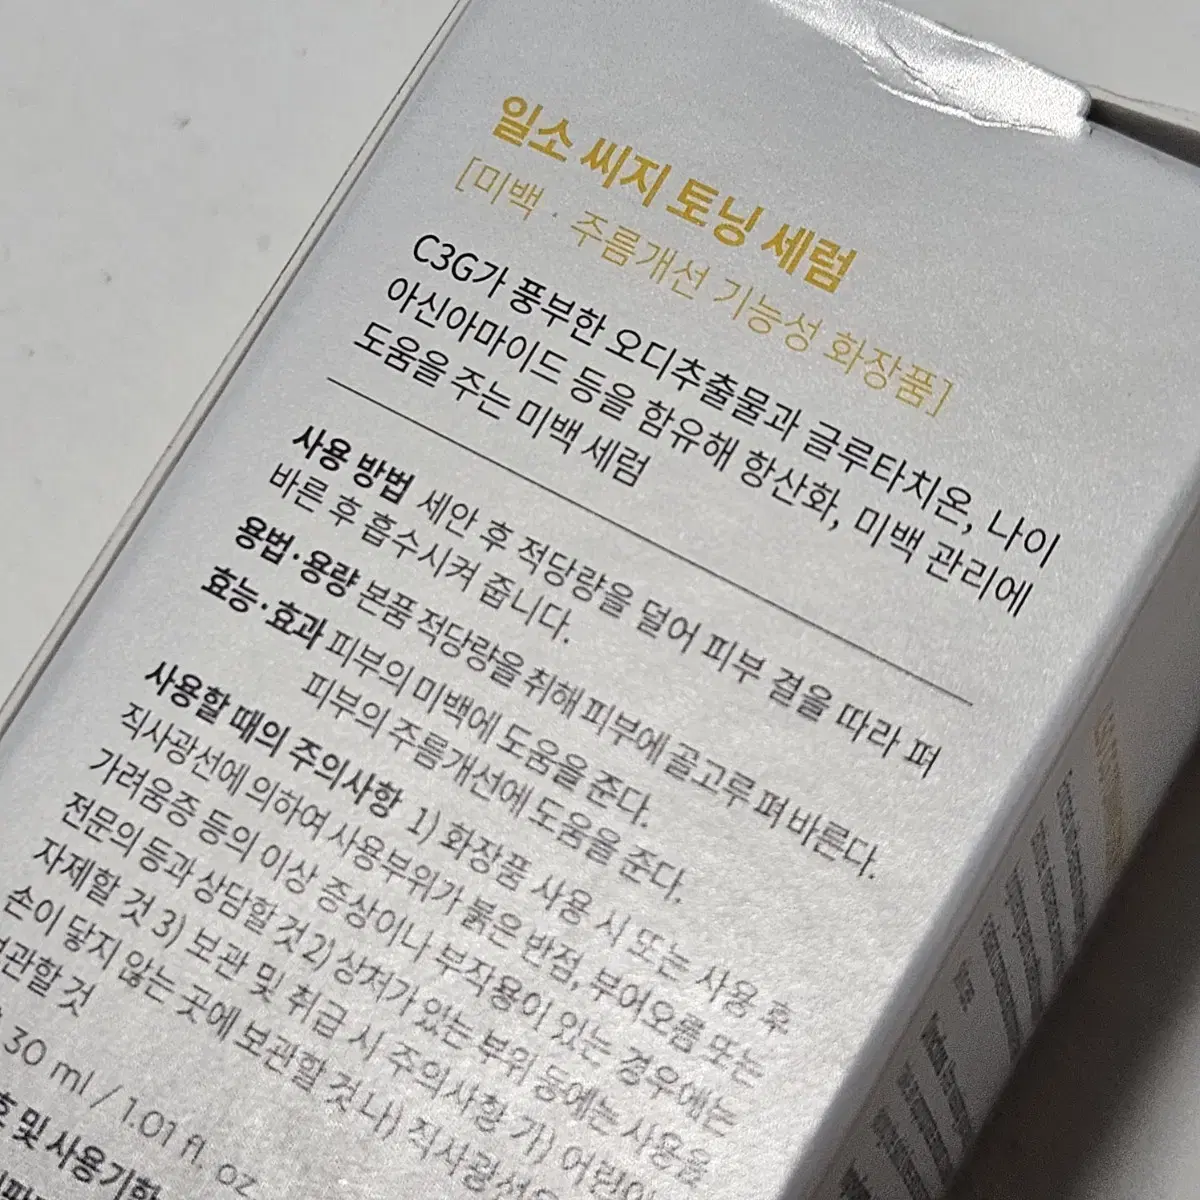 일소 씨지 토닝 세럼
[미백 · 주름개선 기능성 화장품]
C3G가 풍부한 오디추출물과 글루타치온, 나이
아신아마이드 등을 함유해 항산화, 미백 관리에
도움을 주는 미백 세럼
사용 방법 세안 후 적당량을 덜어 피부 결을 따라 펴
바른 후 흡수시켜 줍니다.
용법·용량 본품 적당량을 취해 피부에 골고루 펴 바른다.
효능·효과 피부의 미백에 도움을 준다.
피부의 주름개선에 도움을 준다.
사용할 때의 주의사항 1) 화장품 사용 시 또는 사용 후
직사광선에 의하여 사용부위가 붉은 반점, 부어오름 또는
가려움증 등의 이상 증상이나 부작용이 있는 경우에는
전문의 등과 상담할 것 2) 상처가 있는 부위 등에는 사용을
자제할 것 3) 보관 및 취급 시 주의사항 가) 어린이
손이 닿지 않는 곳에 보관할 것 나) 직사광선을
보관할 것
30 ml / 1.01 fl. oz.
및 사용기한